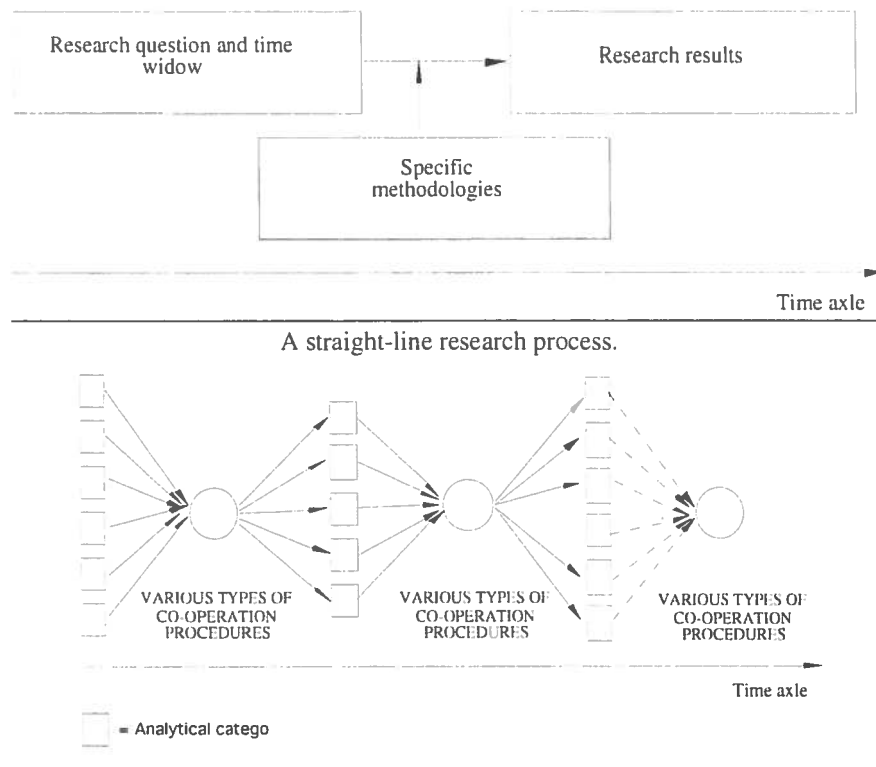 Research question and time
widow
Research results
Specific
methodologies
Time axle
A straight-line research process.
VARIOUS TYPES OF
CO-OPERATION
PROCEDURES
VARIOUS TYPES OF
CO-OPERATION
PROCEDURES
VARIOUS TYPES OF
CO-OPERATION
PROCEDURES
Time axle
= Analytical catego